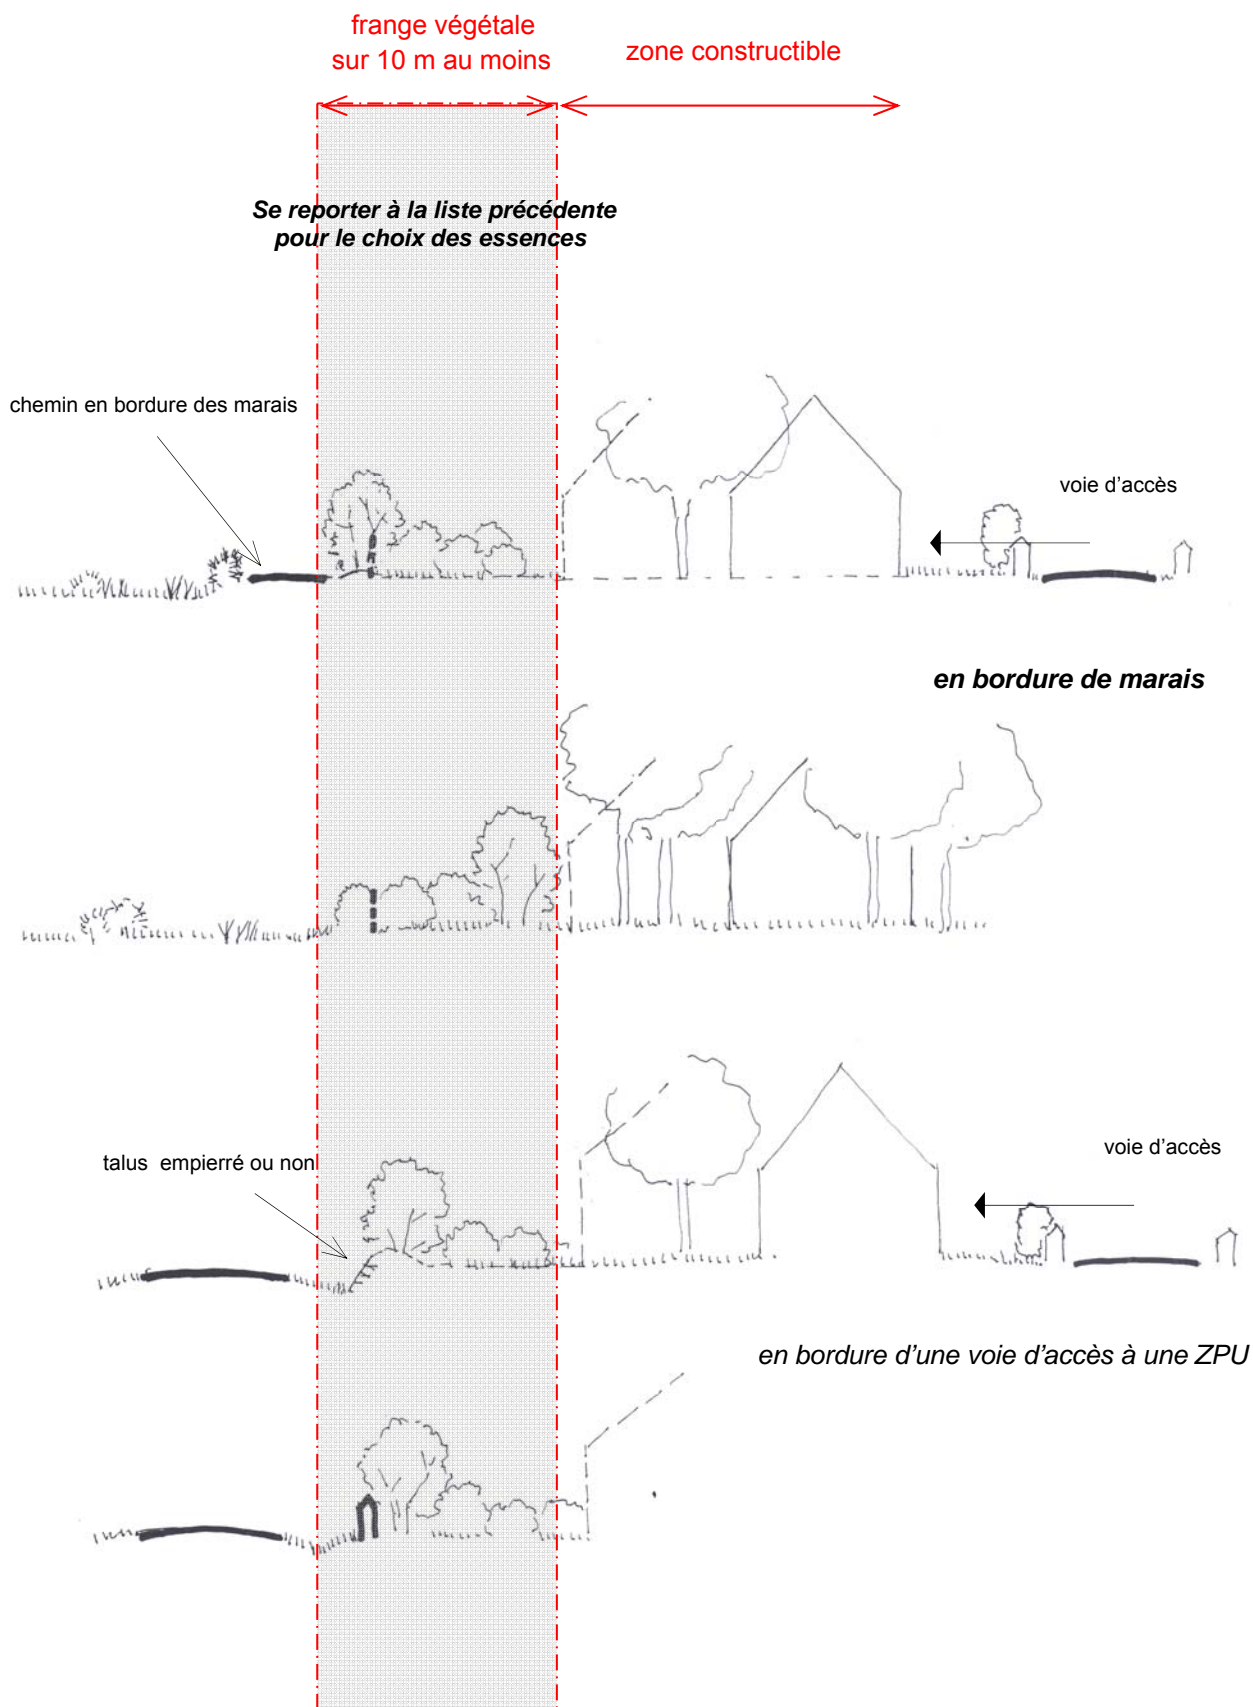 frange végétale
sur 10 m au moins
zone constructible
Se reporter à la liste précédente
pour le choix des essences
chemin en bordure des marais
voie d'accès
en bordure de marais
talus empierré ou non
voie d'accès
en bordure d'une voie d'accès à une ZPU